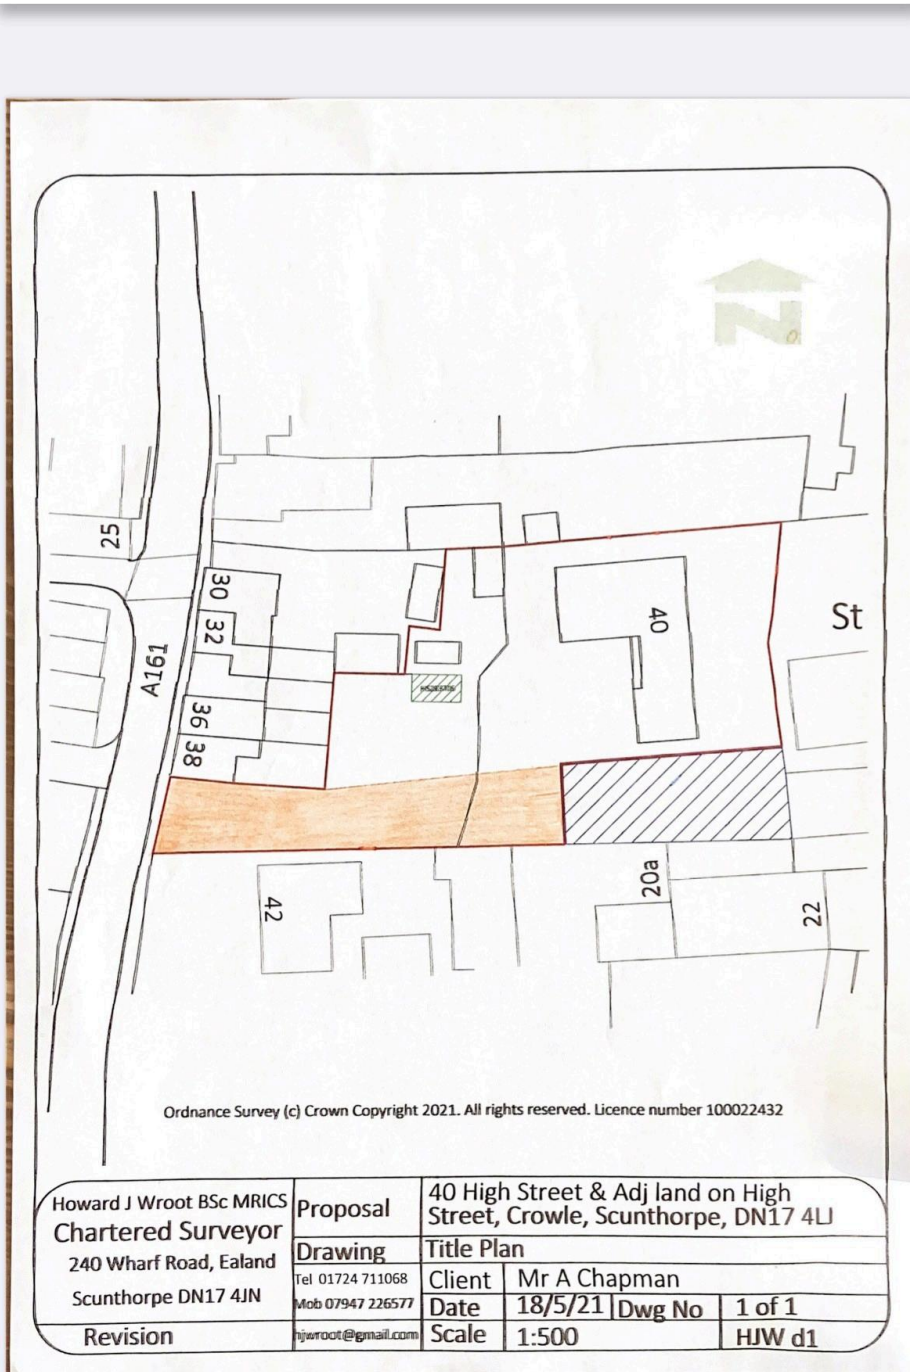 N
25
30
32
A161
36
38
40
St
42
20a
22
Ordnance Survey (c) Crown Copyright 2021. All rights reserved. Licence number 100022432
Howard J Wroot BSc MRICS
Chartered Surveyor
240 Wharf Road, Ealand
Scunthorpe DN17 4JN
Revision
Proposal
40 High Street & Adj land on High
Street, Crowle, Scunthorpe, DN17 4LJ
Drawing
Title Plan
Tel 01724 711068
Mob 07947 226577
hjwroot@gmail.com
Client
Mr A Chapman
Date
18/5/21
Dwg No
1 of 1
Scale
1:500
HJW d1